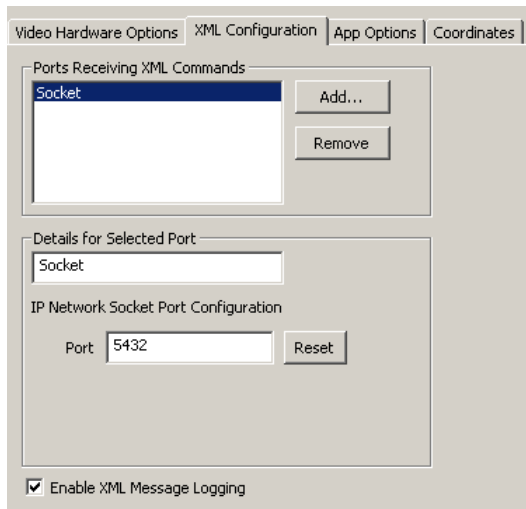 Video Hardware Options XML Configuration App Options Coordinates
Ports Receiving XML Commands
Socket
Add...
Remove
Details for Selected Port
Socket
IP Network Socket Port Configuration
Port 5432 Reset
Enable XML Message Logging